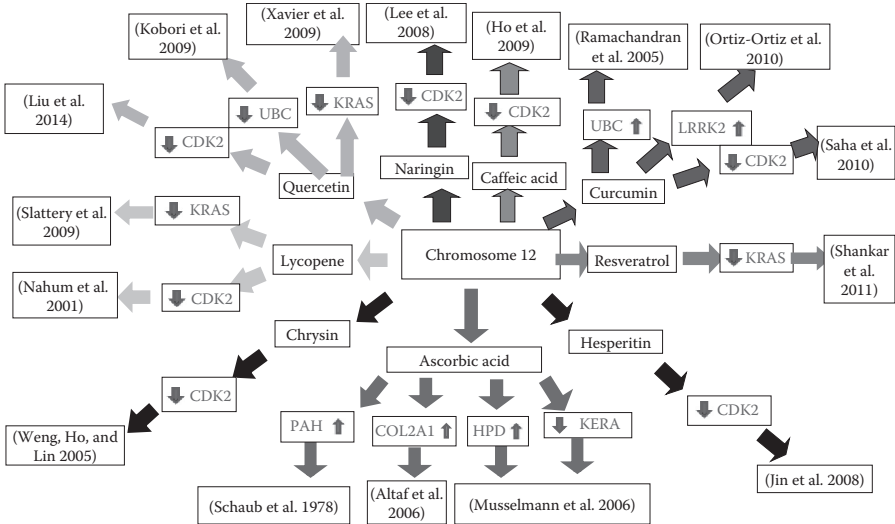 (Kobori et al.
2009)
(Xavier et al.
2009)
(Lee et al.
2008)
(Ho et al.
2009)
(Ramachandran
et al. 2005)
(Ortiz-Ortiz et al.
2010)
(Liu et al.
2014)
CDK2
UBC
KRAS
CDK2
CDK2
UBC
LRRK2
CDK2
(Saha et al.
2010)
Quercetin
Naringin
Caffeic acid
Curcumin
(Slattery et al.
2009)
KRAS
Lycopene
Chromosome 12
Resveratrol
KRAS
(Shankar
et al.
2011)
(Nahum et al.
2001)
CDK2
Chrysin
Ascorbic acid
Hesperitin
CDK2
(Weng, Ho, and
Lin 2005)
PAH
COL2A1
HPD
KERA
CDK2
(Schaub et al. 1978)
(Altaf et al.
2006)
(Musselmann et al. 2006)
(Jin et al. 2008)